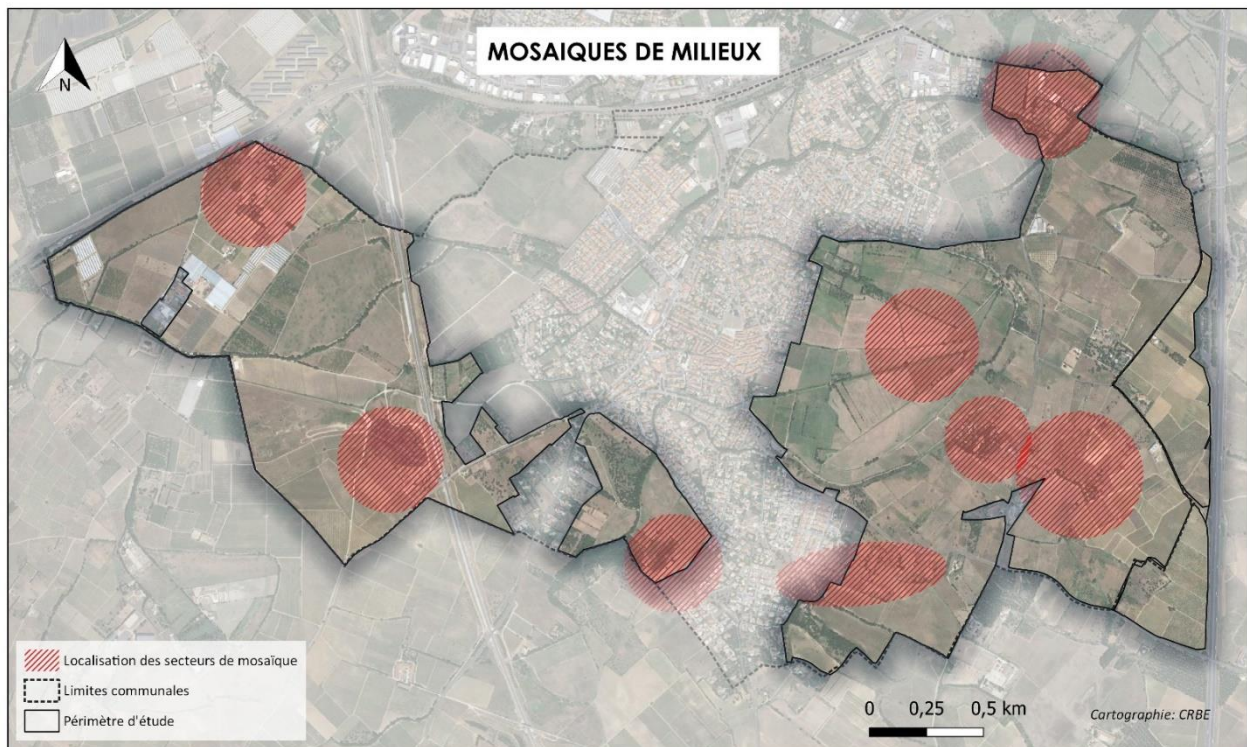 MOSAIQUES DE MILIEUX
N
Localisation des secteurs de mosaïque
Limites communales
Périmètre d'étude
0 0,25 0,5 km
Cartographie: CRBE